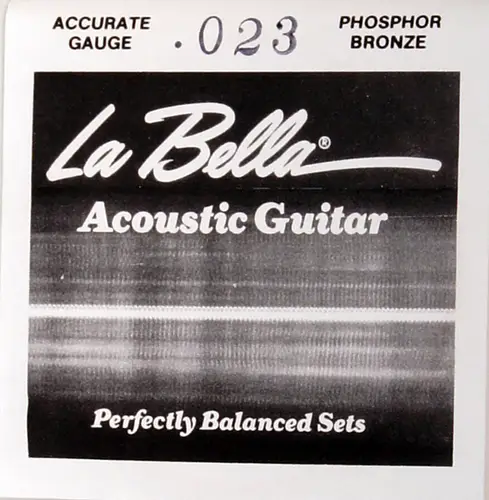 ACCURATE GAUGE .023 PHOSPHOR BRONZE
La Bella®
Acoustic Guitar
Perfectly Balanced Sets